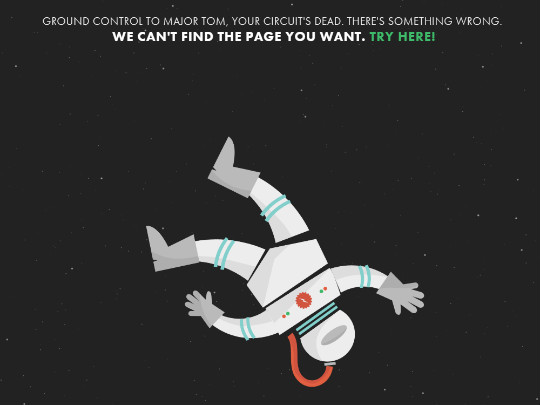 GROUND CONTROL TO MAJOR TOM, YOUR CIRCUIT'S DEAD. THERE'S SOMETHING WRONG.
WE CAN'T FIND THE PAGE YOU WANT. TRY HERE!